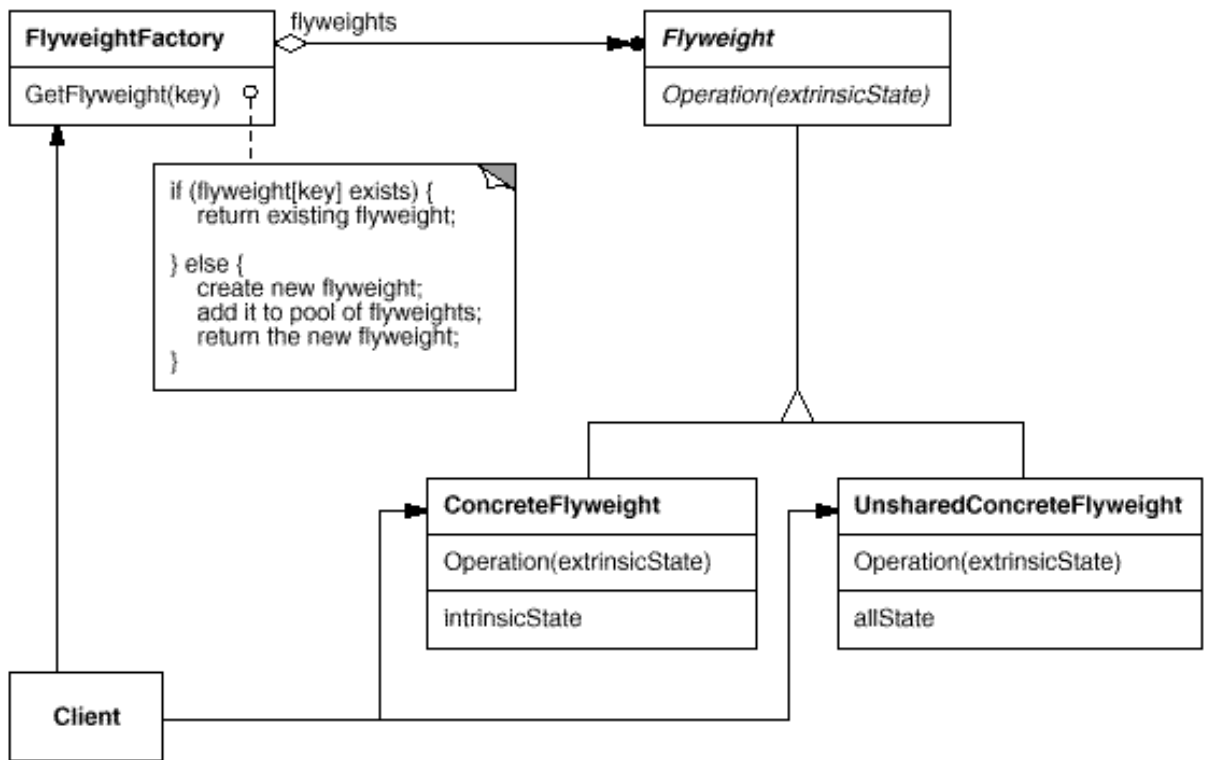 flyweights
FlyweightFactory
GetFlyweight(key)
Flyweight
Operation(extrinsicState)
if (flyweight[key] exists) {
return existing flyweight;
} else {
create new flyweight;
add it to pool of flyweights;
return the new flyweight;
}
ConcreteFlyweight
Operation(extrinsicState)
intrinsicState
UnsharedConcreteFlyweight
Operation(extrinsicState)
allState
Client